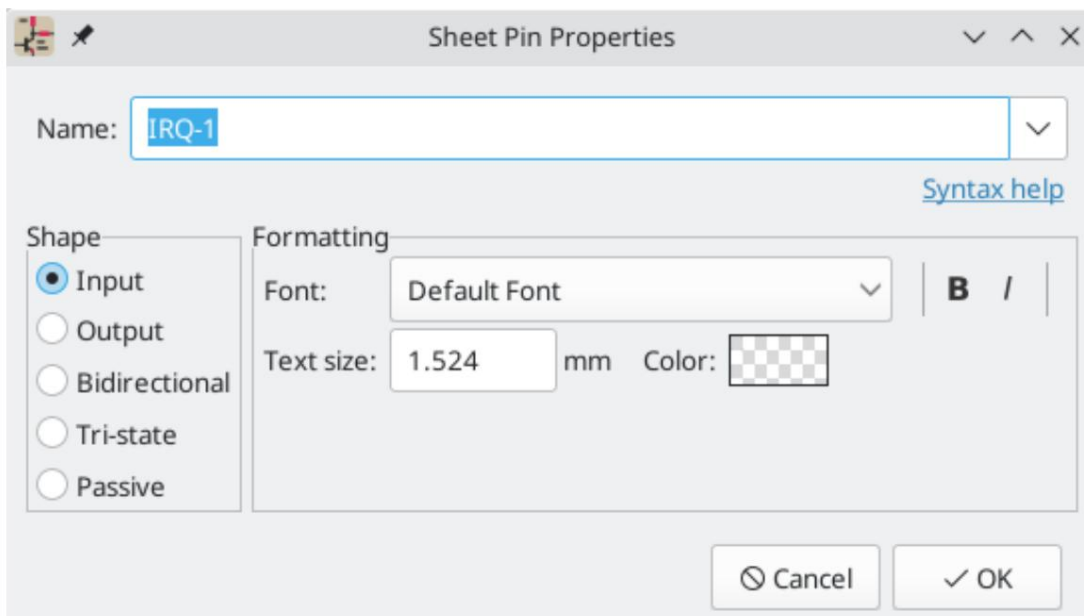 Sheet Pin Properties
Name: IRQ-1
Syntax help
Shape
Input
Output
Bidirectional
Tri-state
Passive
Formatting
Font: Default Font B I
Text size: 1.524 mm Color:
Cancel OK